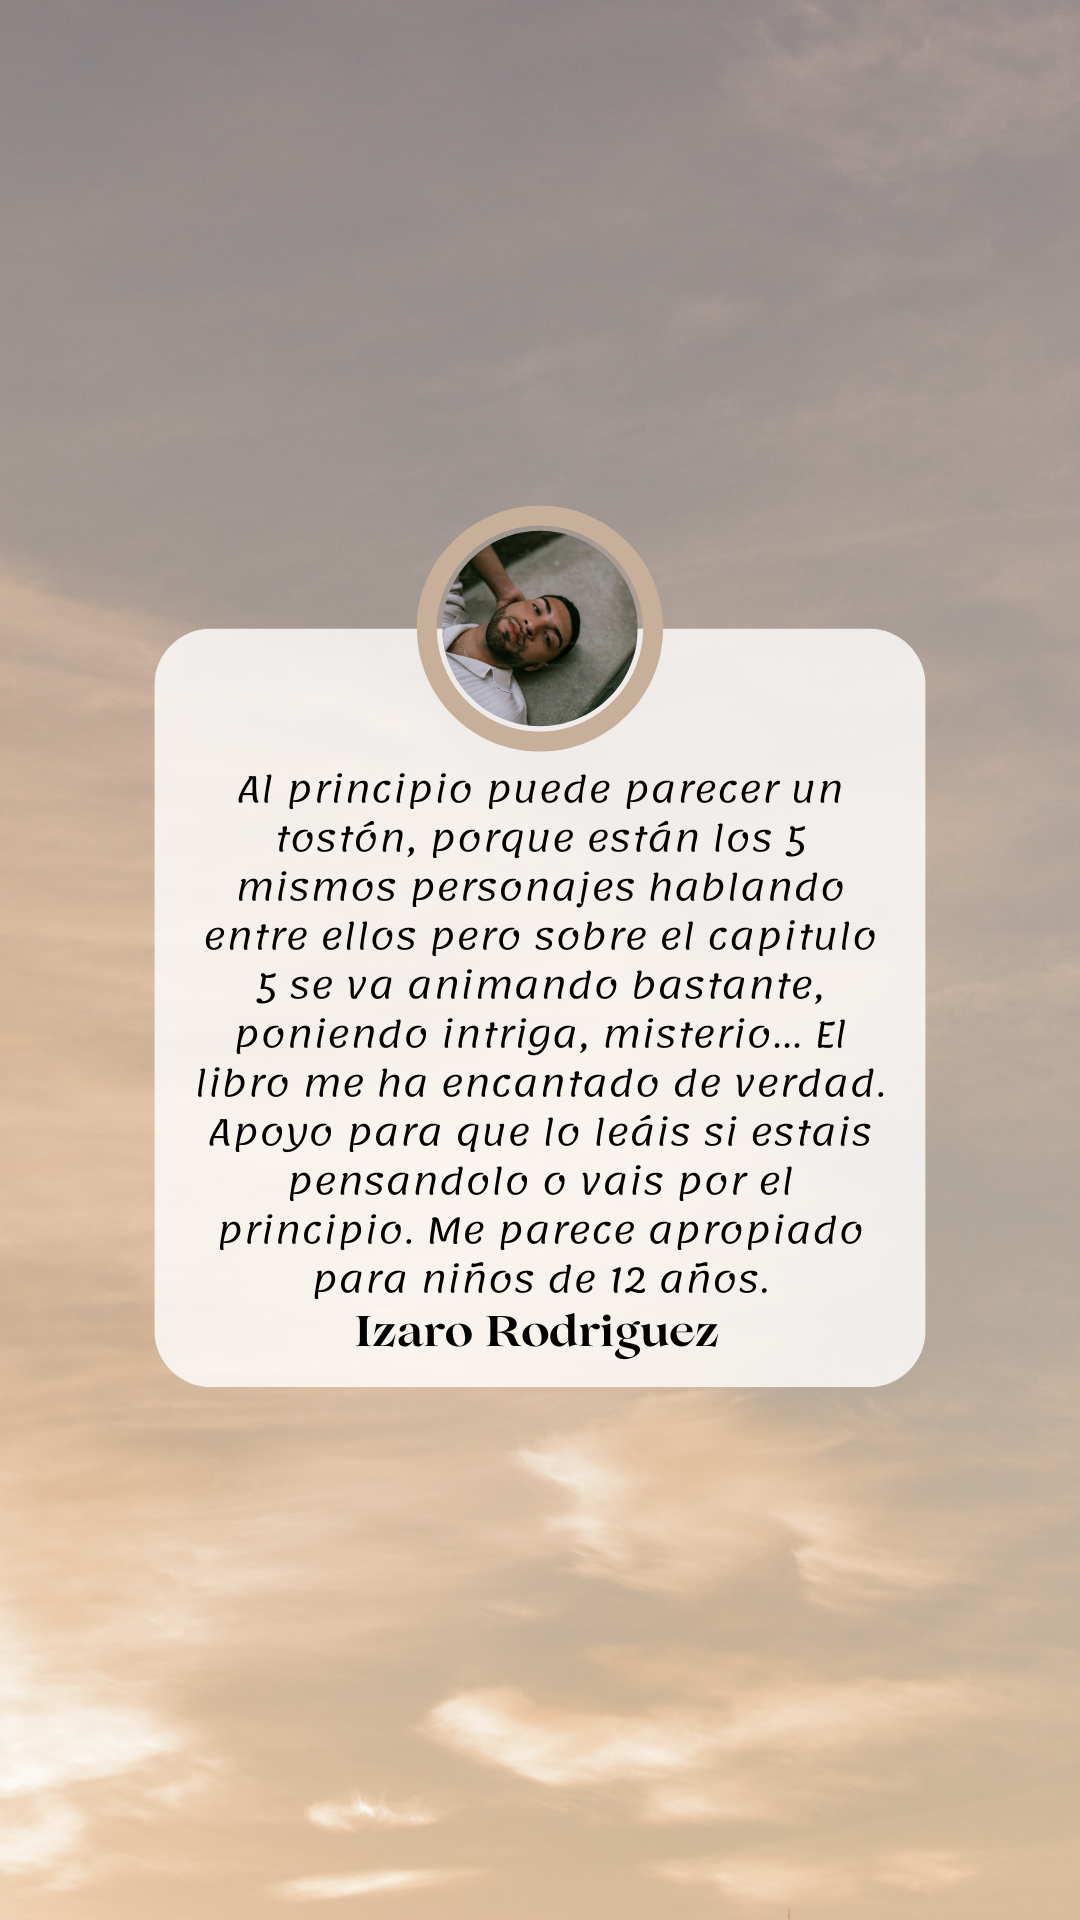 Al principio puede parecer un
tostón, porque están los 5
mismos personajes hablando
entre ellos pero sobre el capitulo
5 se va animando bastante,
poniendo intriga, misterio... El
libro me ha encantado de verdad.
Apoyo para que lo leáis si estais
pensandolo o vais por el
principio. Me parece apropiado
para niños de 12 años.
Izaro Rodriguez